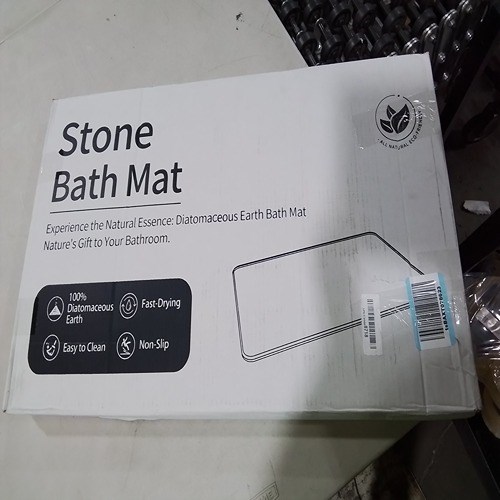 Stone
Bath Mat
ALL NATURAL ECO-FRIENDLY
Experience the Natural Essence: Diatomaceous Earth Bath Mat
Nature's Gift to Your Bathroom.
100%
Diatomaceous
Earth
Fast-Drying
Easy to Clean
Non-Slip